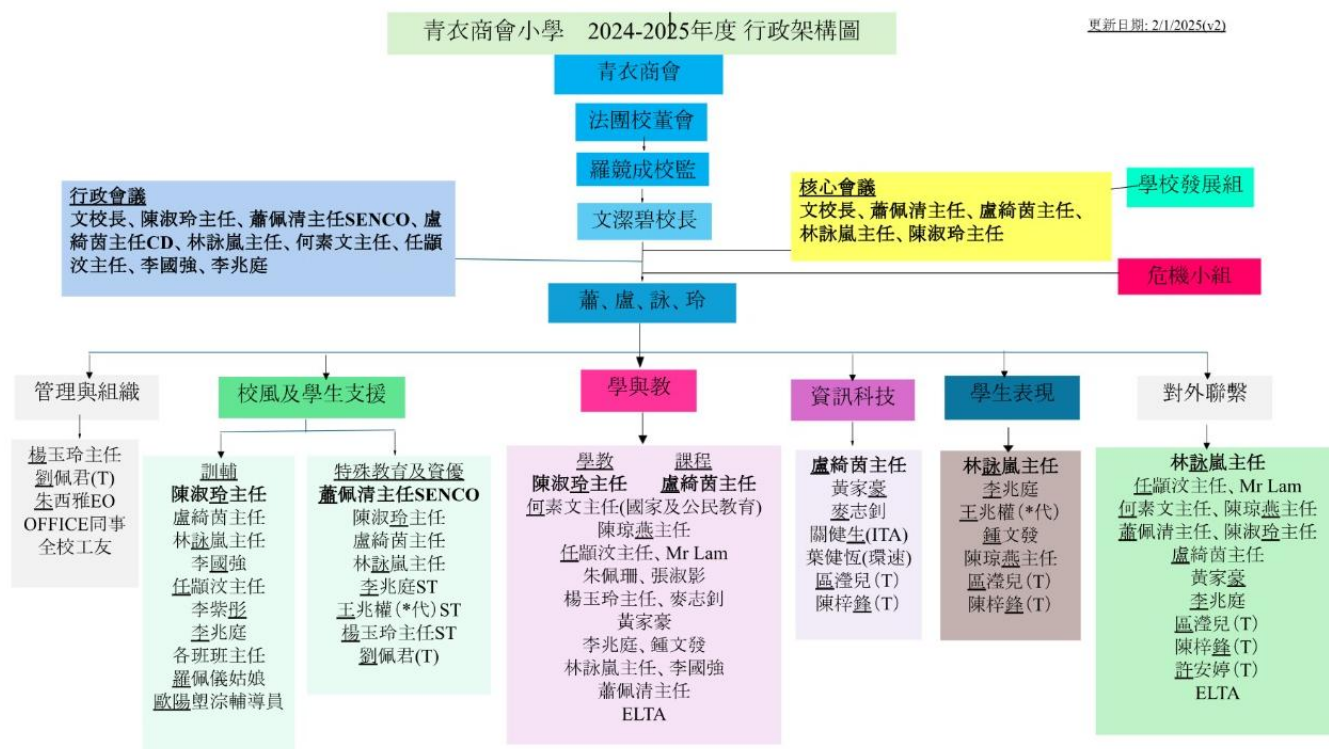 青衣商會小學 2024-2025年度 行政架構圖
更新日期: 2/1/2025(v2)
青衣商會
法團校董會
羅競成校監
文潔碧校長
行政會議
文校長、陳淑玲主任、蕭佩清主任SENCO、盧
綺茵主任CD、林詠嵐主任、何素文主任、任顓
汶主任、李國強、李兆庭
核心會議
文校長、蕭佩清主任、盧綺茵主任、
林詠嵐主任、陳淑玲主任
學校發展組
危機小組
蕭、盧、詠、玲
管理與組織
楊玉玲主任
劉佩君(T)
朱西雅EO
OFFICE同事
全校工友
校風及學生支援
訓輔
陳淑玲主任
盧綺茵主任
林詠嵐主任
李國強
任顓汶主任
李紫彤
李兆庭
各班班主任
羅佩儀姑娘
歐陽塱淙輔導員
特殊教育及資優
蕭佩清主任SENCO
陳淑玲主任
盧綺茵主任
林詠嵐主任
李兆庭ST
王兆權(*代)ST
楊玉玲主任ST
劉佩君(T)
學與教
學教 課程
陳淑玲主任 盧綺茵主任
何素文主任(國家及公民教育)
陳琼燕主任
任顓汶主任、Mr Lam
朱佩珊、張淑影
楊玉玲主任、麥志釗
黃家豪
李兆庭、鍾文發
林詠嵐主任、李國強
蕭佩清主任
ELTA
資訊科技
盧綺茵主任
黃家豪
麥志釗
關健生(ITA)
葉健恆(環速)
區瀅兒(T)
陳梓鋒(T)
學生表現
林詠嵐主任
李兆庭
王兆權(*代)
鍾文發
陳琼燕主任
區瀅兒(T)
陳梓鋒(T)
對外聯繫
林詠嵐主任
任顓汶主任、Mr Lam
何素文主任、陳琼燕主任
蕭佩清主任、陳淑玲主任
盧綺茵主任
黃家豪
李兆庭
區瀅兒(T)
陳梓鋒(T)
許安婷(T)
ELTA